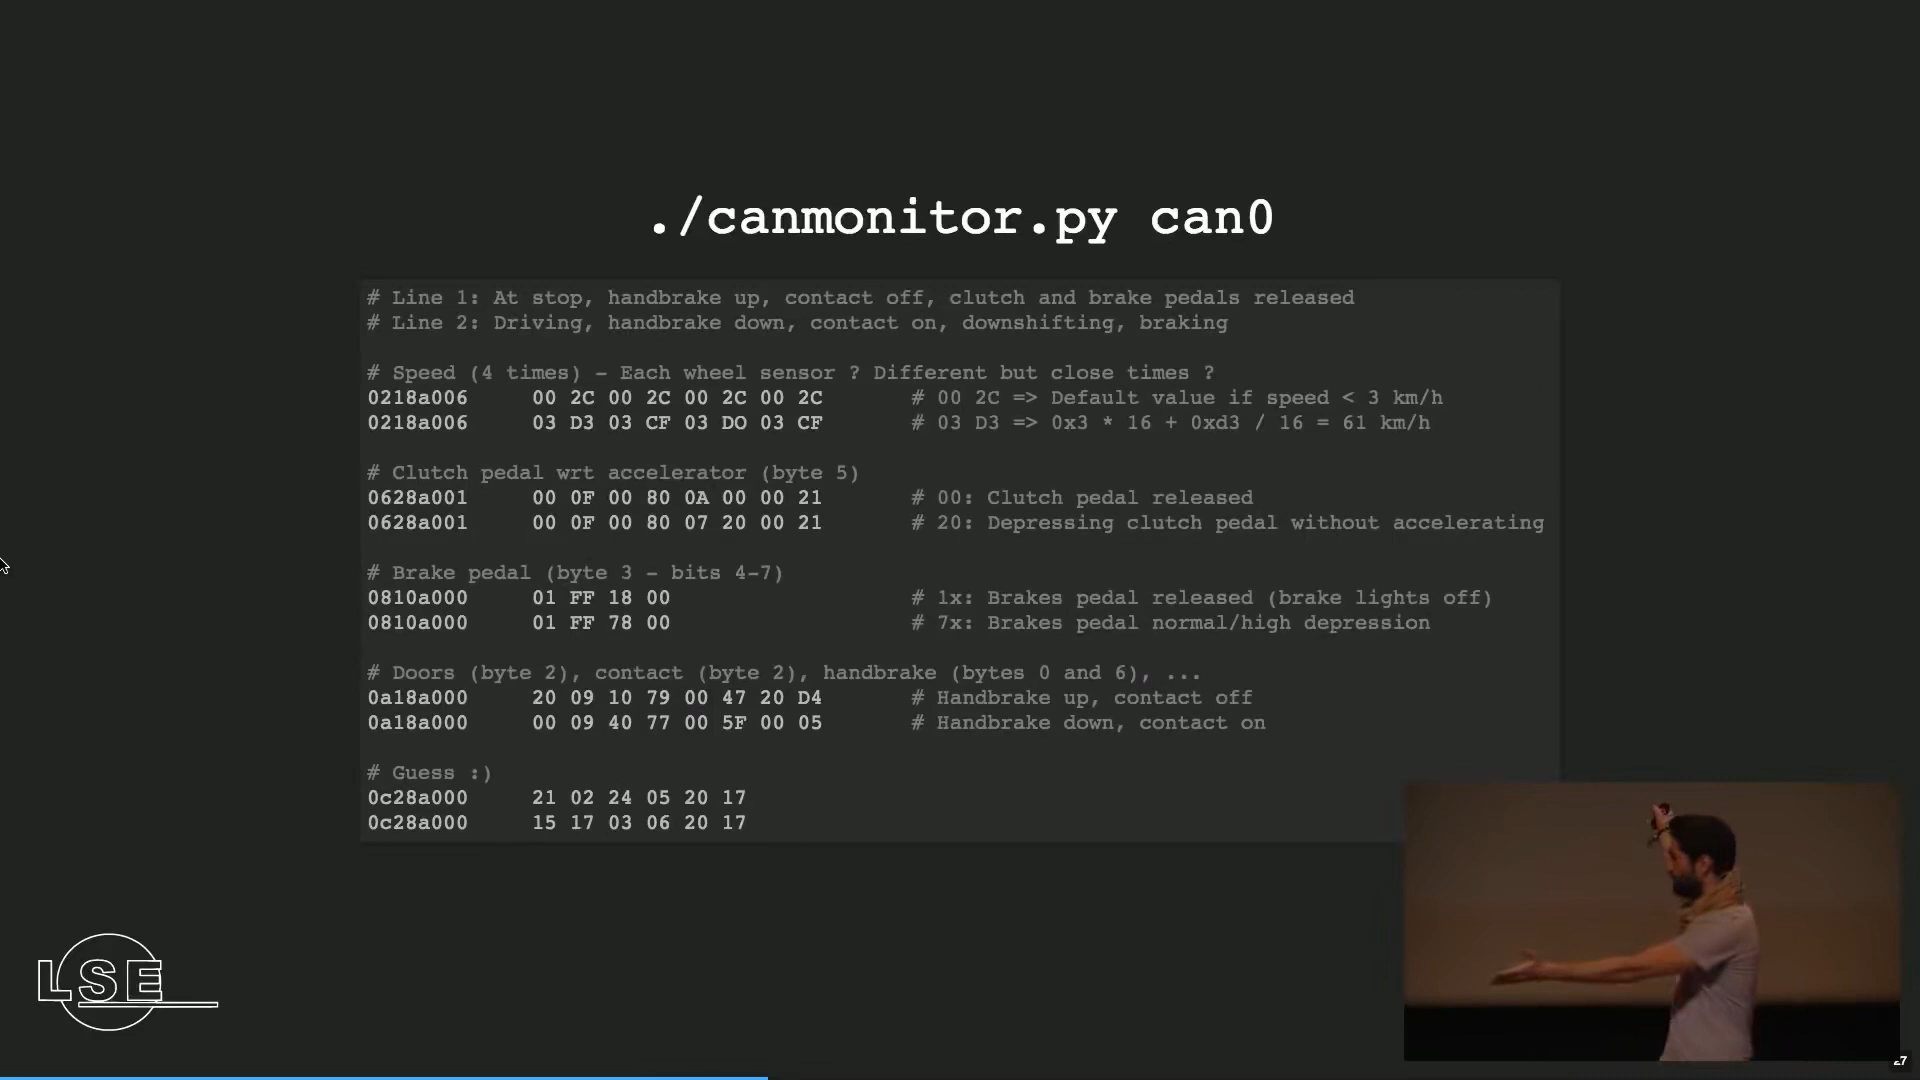 ./canmonitor.py can0
# Line 1: At stop, handbrake up, contact off, clutch and brake pedals released
# Line 2: Driving, handbrake down, contact on, downshifting, braking
# Speed (4 times) - Each wheel sensor ? Different but close times ?
0218a006 00 2C 00 2C 00 2C 00 2C # 00 2C => Default value if speed < 3 km/h
0218a006 03 D3 03 CF 03 DO 03 CF # 03 D3 => 0x3 * 16 + 0xd3 / 16 = 61 km/h
# Clutch pedal wrt accelerator (byte 5)
0628a001 00 0F 00 80 0A 00 00 21 # 00: Clutch pedal released
0628a001 00 0F 00 80 07 20 00 21 # 20: Depressing clutch pedal without accelerating
# Brake pedal (byte 3 - bits 4-7)
0810a000 01 FF 18 00 # 1x: Brakes pedal released (brake lights off)
0810a000 01 FF 78 00 # 7x: Brakes pedal normal/high depression
# Doors (byte 2), contact (byte 2), handbrake (bytes 0 and 6), ...
0a18a000 20 09 10 79 00 47 20 D4 # Handbrake up, contact off
0a18a000 00 09 40 77 00 5F 00 05 # Handbrake down, contact on
# Guess :)
0c28a000 21 02 24 05 20 17
0c28a000 15 17 03 06 20 17
LSE
27